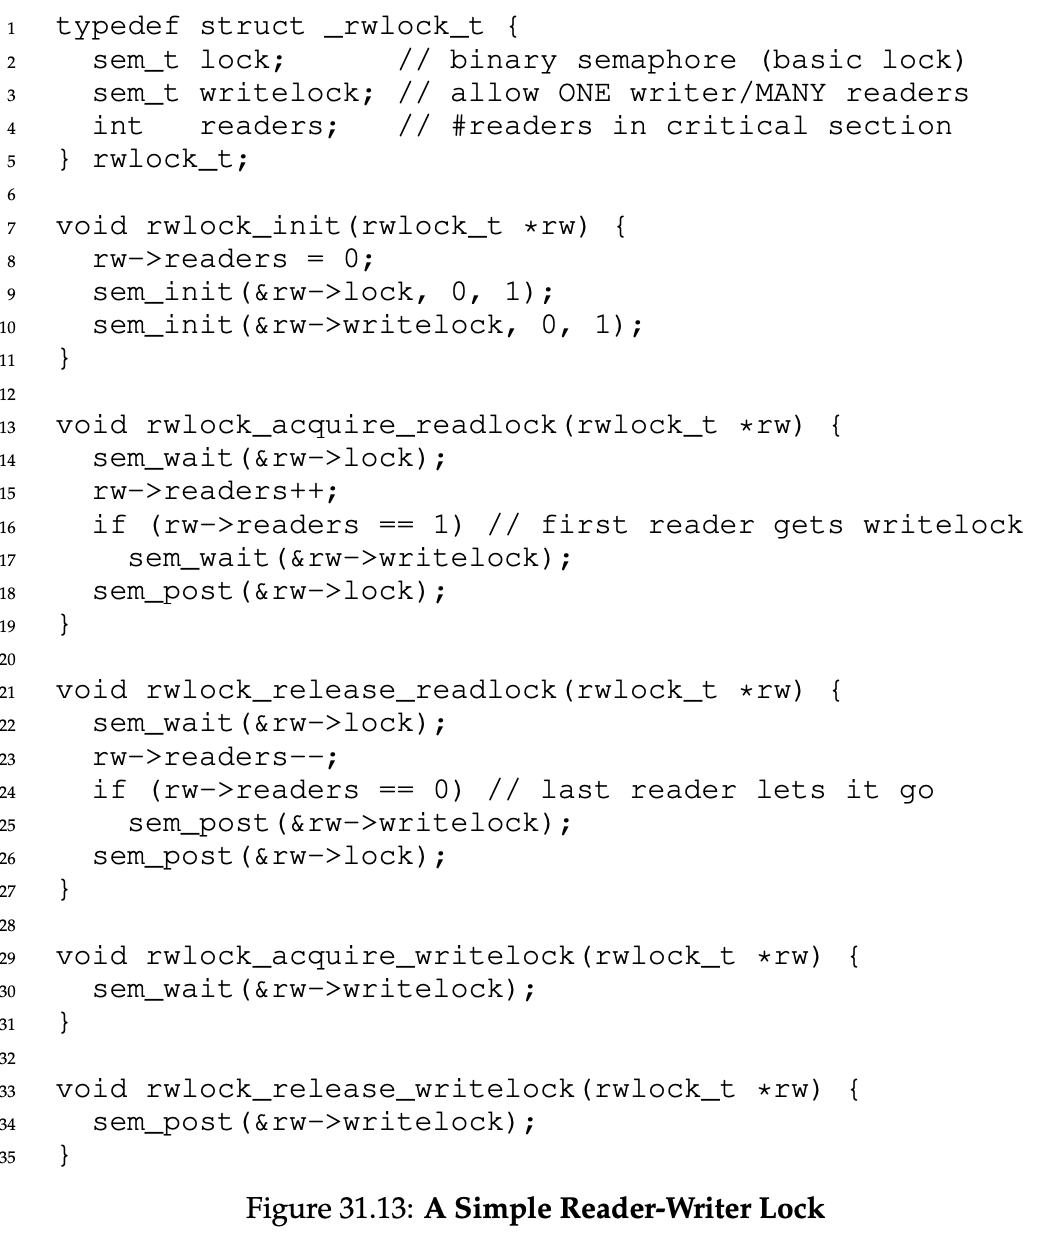 1 typedef struct _rwlock_t {
2 sem_t lock; // binary semaphore (basic lock)
3 sem_t writelock; // allow ONE writer/MANY readers
4 int readers; // #readers in critical section
5 } rwlock_t;
6
7 void rwlock_init(rwlock_t *rw) {
8 rw->readers = 0;
9 sem_init(&rw->lock, 0, 1);
10 sem_init(&rw->writelock, 0, 1);
11 }
12
13 void rwlock_acquire_readlock(rwlock_t *rw) {
14 sem_wait(&rw->lock);
15 rw->readers++;
16 if (rw->readers == 1) // first reader gets writelock
17 sem_wait(&rw->writelock);
18 sem_post(&rw->lock);
19 }
20
21 void rwlock_release_readlock(rwlock_t *rw) {
22 sem_wait(&rw->lock);
23 rw->readers--;
24 if (rw->readers == 0) // last reader lets it go
25 sem_post(&rw->writelock);
26 sem_post(&rw->lock);
27 }
28
29 void rwlock_acquire_writelock(rwlock_t *rw) {
30 sem_wait(&rw->writelock);
31 }
32
33 void rwlock_release_writelock(rwlock_t *rw) {
34 sem_post(&rw->writelock);
35 }
Figure 31.13: A Simple Reader-Writer Lock